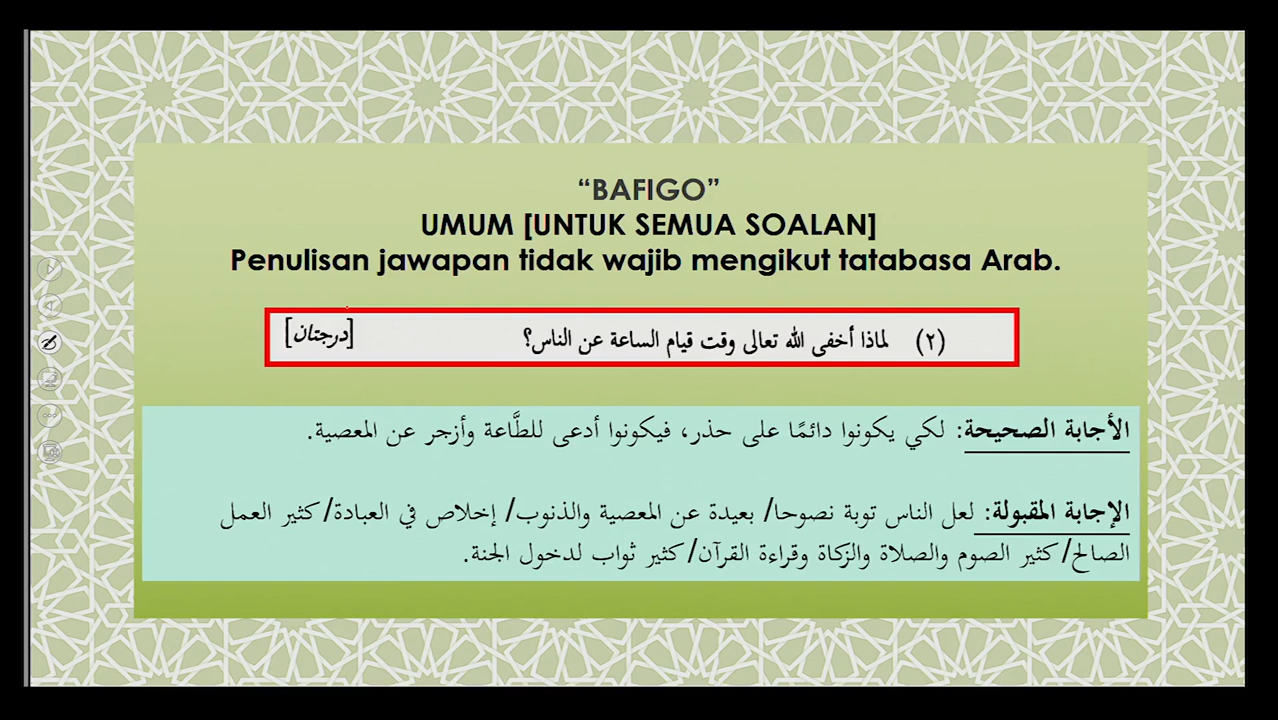 “BAFIGO”
UMUM [UNTUK SEMUA SOALAN]
Penulisan jawapan tidak wajib mengikut tatabasa Arab.
(٢) لماذا أخفى الله تعالى وقت قيام الساعة عن الناس؟ [درجتان]
الأجابة الصحيحة: لكي يكونوا دائمًا على حذر، فيكونوا أدعى للطَّاعة وأزجر عن المعصية.
الإجابة المقبولة: لعل الناس توبة نصوحا/ بعيدة عن المعصية والذنوب/ إخلاص في العبادة/ كثير العمل
الصالح/ كثير الصوم والصلاة والزكاة وقراءة القرآن/ كثير ثواب لدخول الجنة.